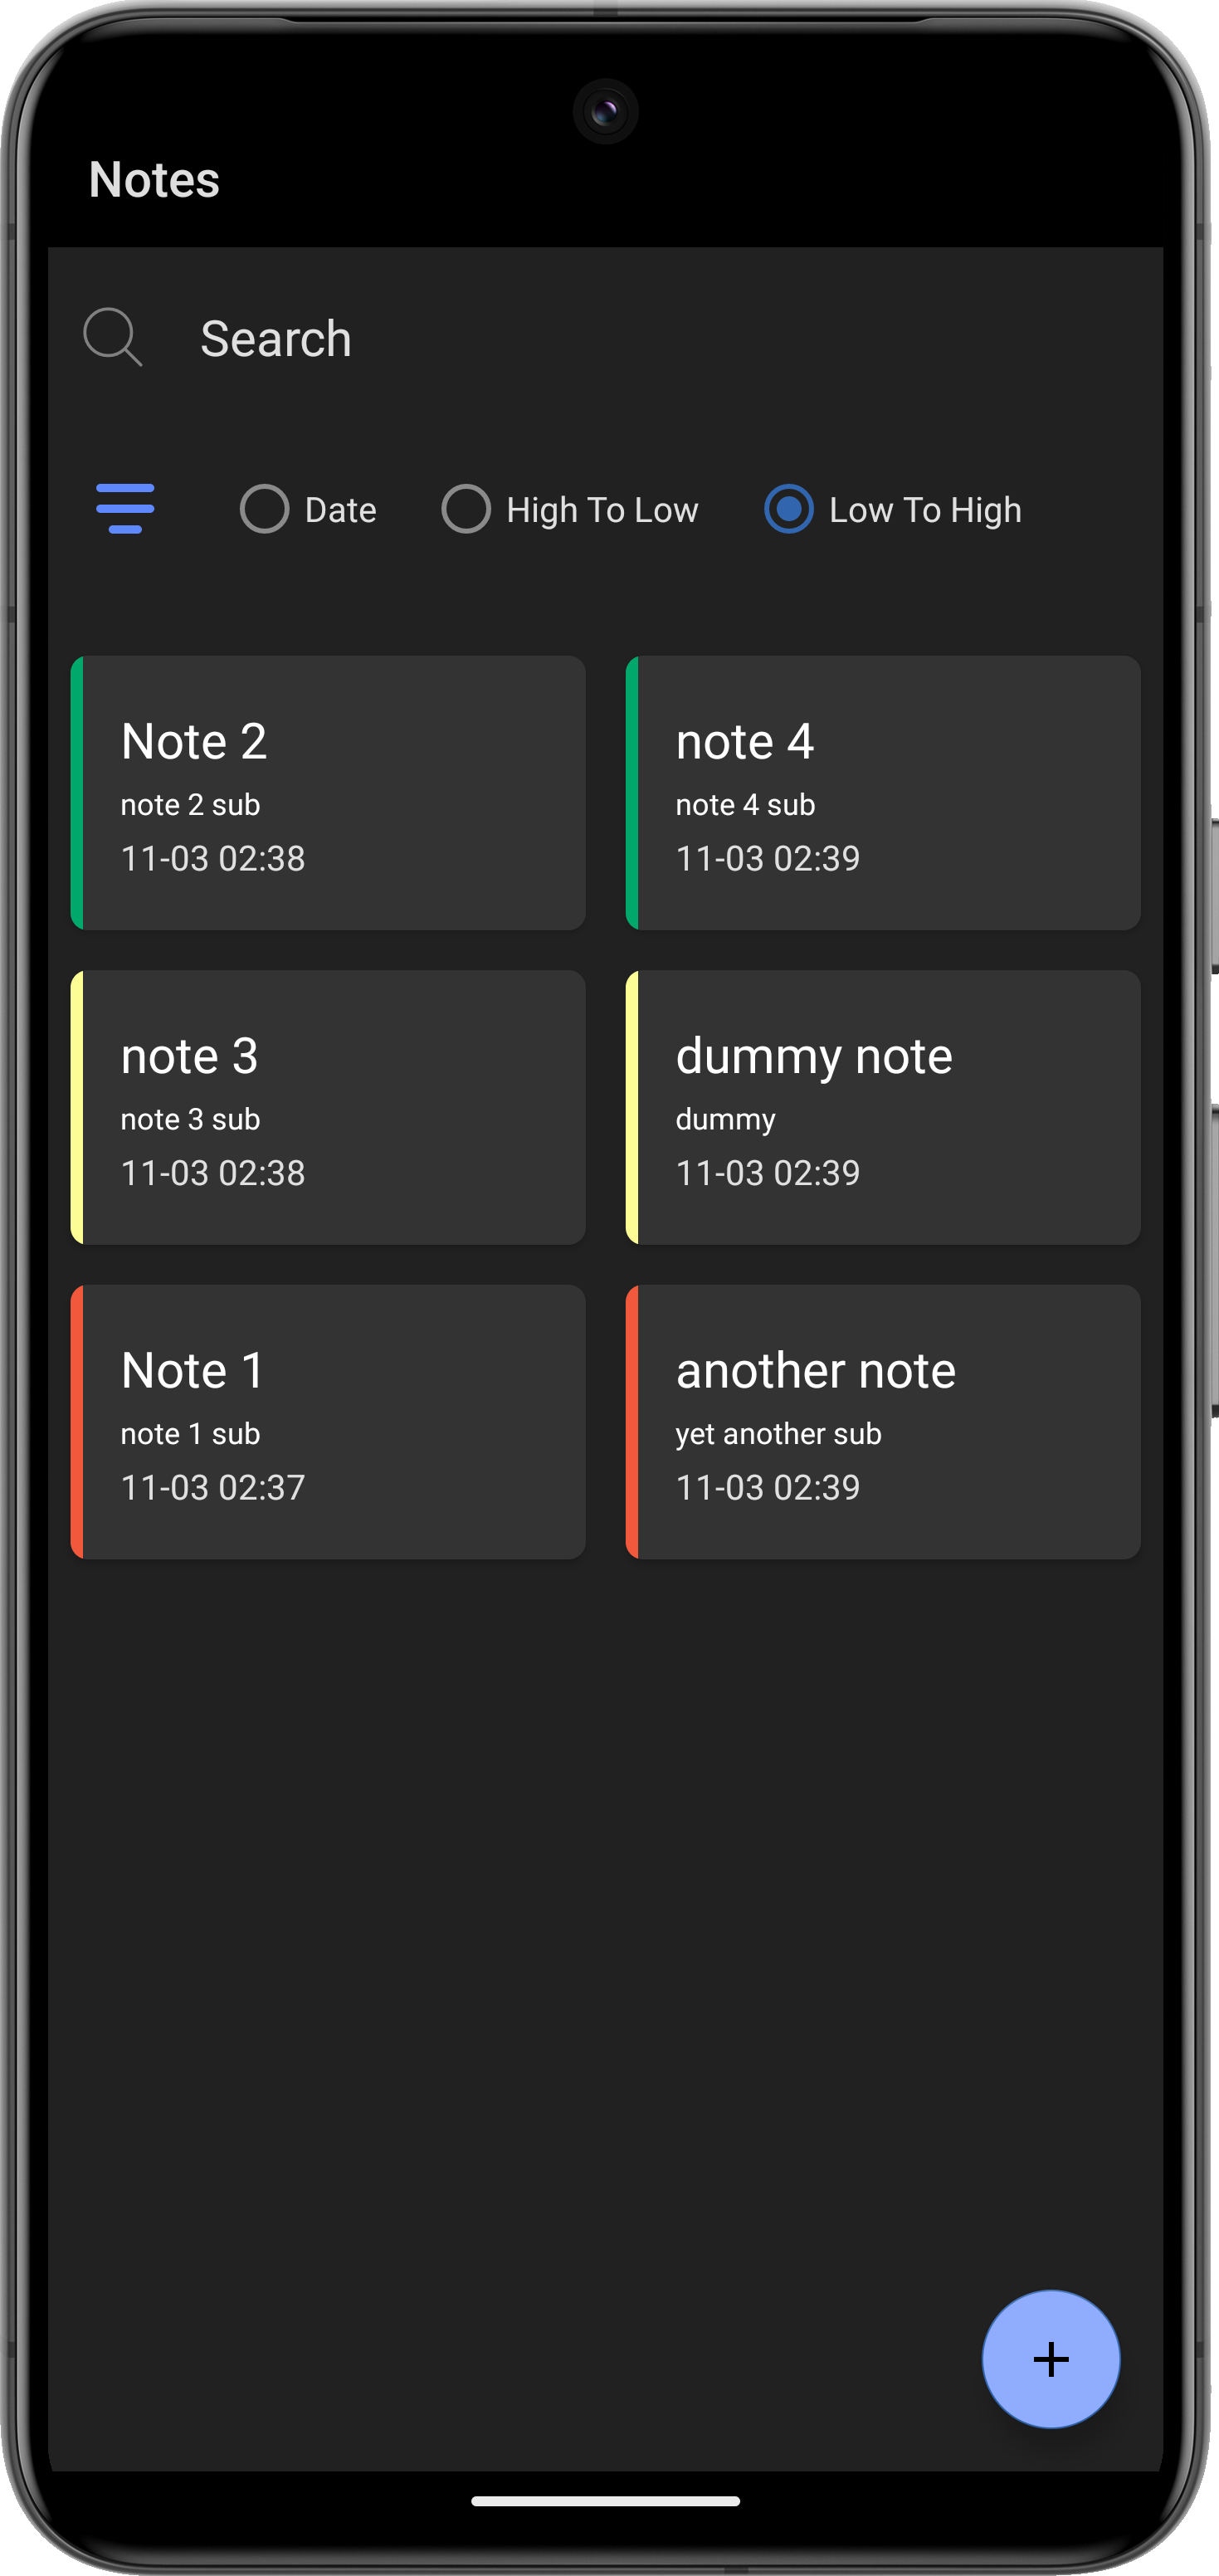 Notes
Search
Date High To Low Low To High
Note 2
note 2 sub
11-03 02:38
note 4
note 4 sub
11-03 02:39
note 3
note 3 sub
11-03 02:38
dummy note
dummy
11-03 02:39
Note 1
note 1 sub
11-03 02:37
another note
yet another sub
11-03 02:39